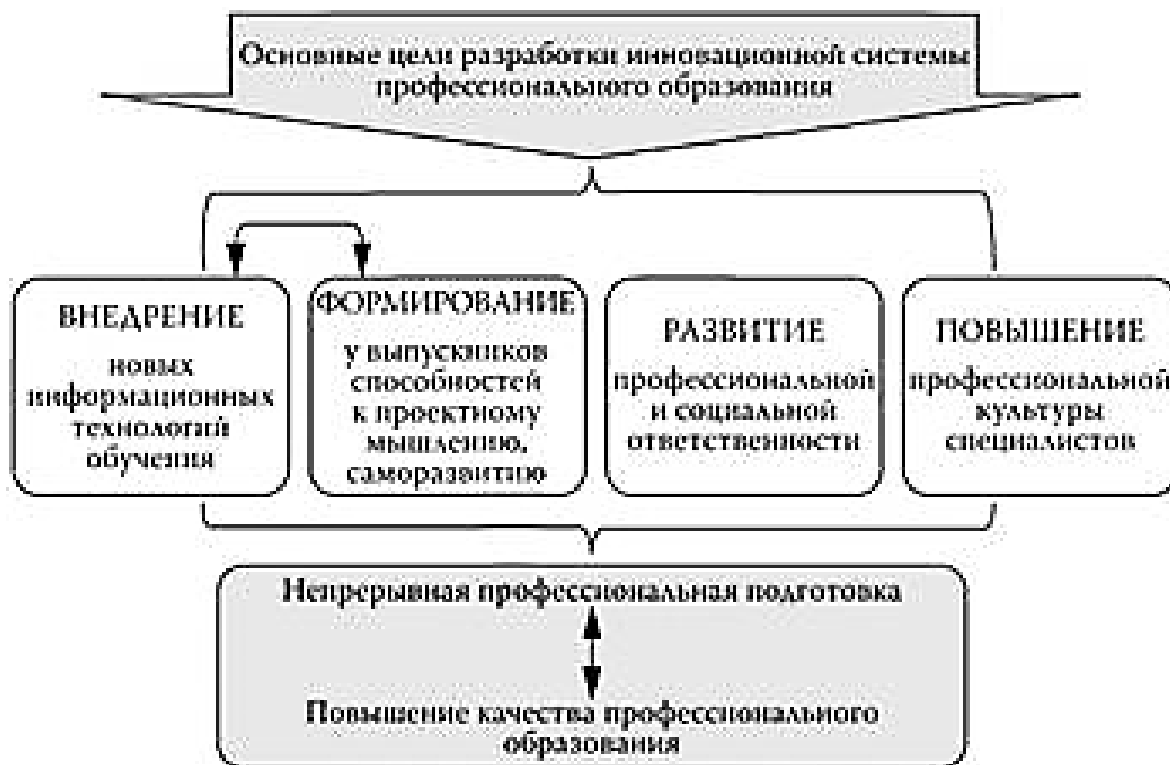 Основные цели разработки инновационной системы
профессионального образования
ВНЕДРЕНИЕ
новых
информационных
технологий
обучения
ФОРМИРОВАНИЕ
у выпускников
способностей
к проектному
мышлению,
саморазвитию
РАЗВИТИЕ
профессиональной
и социальной
ответственности
ПОВЫШЕНИЕ
профессиональной
культуры
специалистов
Непрерывная профессиональная подготовка
Повышение качества профессионального
образования